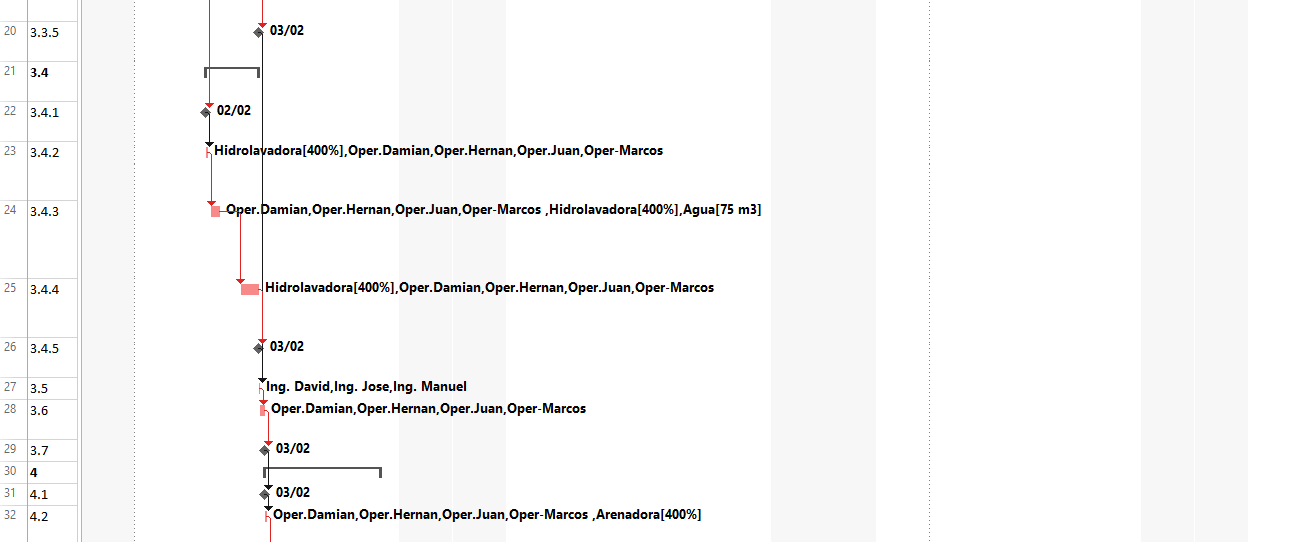 20 3.3.5 03/02
21 3.4
22 3.4.1 02/02
23 3.4.2 Hidrolavadora[400%],Oper.Damian,Oper.Hernan,Oper.Juan,Oper-Marcos
24 3.4.3 Oper.Damian,Oper.Hernan,Oper.Juan,Oper-Marcos ,Hidrolavadora[400%],Agua[75 m3]
25 3.4.4 Hidrolavadora[400%],Oper.Damian,Oper.Hernan,Oper.Juan,Oper-Marcos
26 3.4.5 03/02
27 3.5 Ing. David,Ing. Jose,Ing. Manuel
28 3.6 Oper.Damian,Oper.Hernan,Oper.Juan,Oper-Marcos
29 3.7 03/02
30 4
31 4.1 03/02
32 4.2 Oper.Damian,Oper.Hernan,Oper.Juan,Oper-Marcos ,Arenadora[400%]